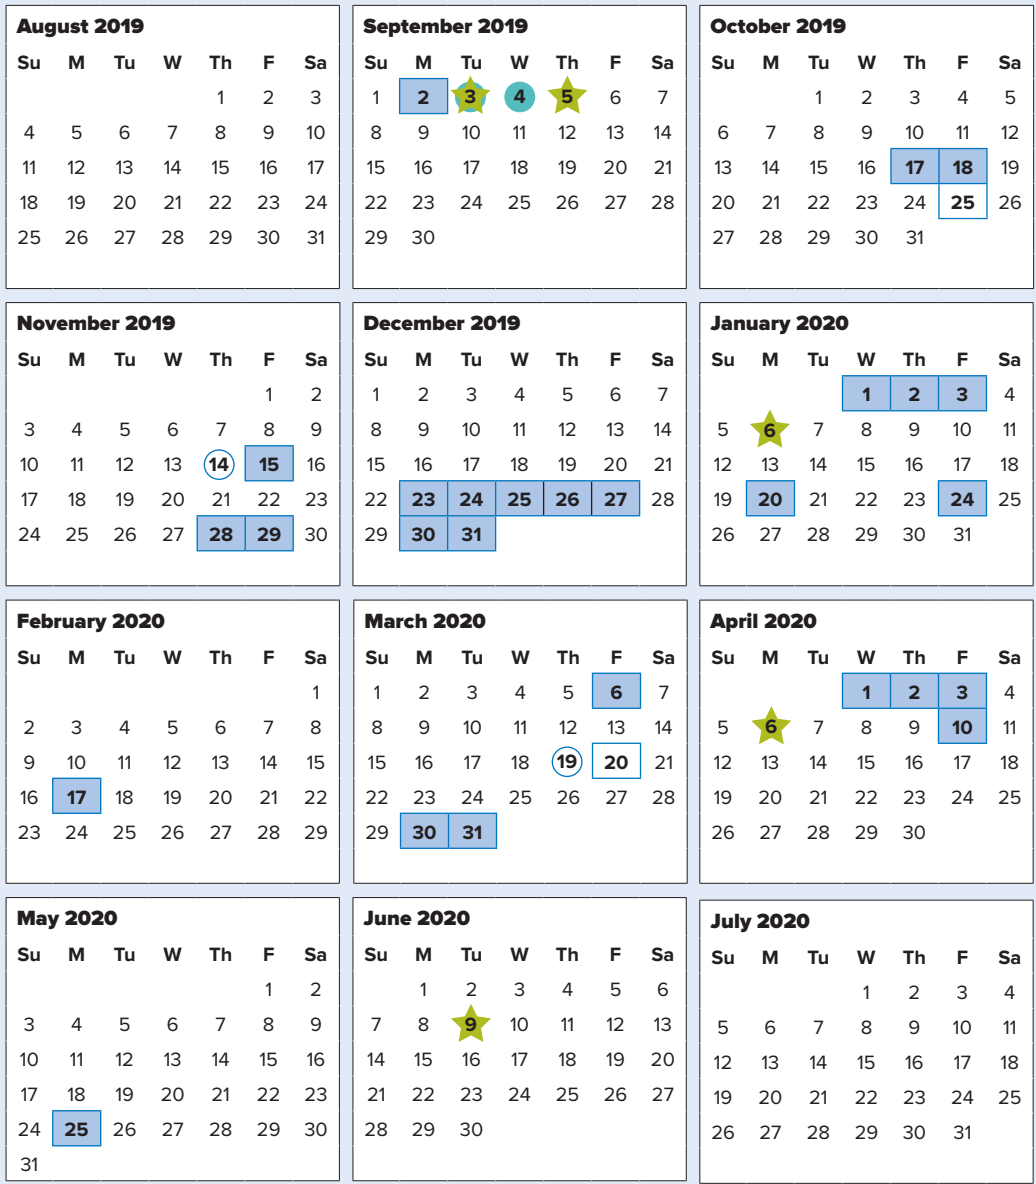 August 2019
Su M Tu W Th F Sa
1 2 3
4 5 6 7 8 9 10
11 12 13 14 15 16 17
18 19 20 21 22 23 24
25 26 27 28 29 30 31
September 2019
Su M Tu W Th F Sa
1 2 3 4 5 6 7
8 9 10 11 12 13 14
15 16 17 18 19 20 21
22 23 24 25 26 27 28
29 30
October 2019
Su M Tu W Th F Sa
1 2 3 4 5
6 7 8 9 10 11 12
13 14 15 16 17 18 19
20 21 22 23 24 25 26
27 28 29 30 31
November 2019
Su M Tu W Th F Sa
1 2
3 4 5 6 7 8 9
10 11 12 13 14 15 16
17 18 19 20 21 22 23
24 25 26 27 28 29 30
December 2019
Su M Tu W Th F Sa
1 2 3 4 5 6 7
8 9 10 11 12 13 14
15 16 17 18 19 20 21
22 23 24 25 26 27 28
29 30 31
January 2020
Su M Tu W Th F Sa
1 2 3 4
5 6 7 8 9 10 11
12 13 14 15 16 17 18
19 20 21 22 23 24 25
26 27 28 29 30 31
February 2020
Su M Tu W Th F Sa
1
2 3 4 5 6 7 8
9 10 11 12 13 14 15
16 17 18 19 20 21 22
23 24 25 26 27 28 29
March 2020
Su M Tu W Th F Sa
1 2 3 4 5 6 7
8 9 10 11 12 13 14
15 16 17 18 19 20 21
22 23 24 25 26 27 28
29 30 31
April 2020
Su M Tu W Th F Sa
1 2 3 4
5 6 7 8 9 10 11
12 13 14 15 16 17 18
19 20 21 22 23 24 25
26 27 28 29 30
May 2020
Su M Tu W Th F Sa
1 2
3 4 5 6 7 8 9
10 11 12 13 14 15 16
17 18 19 20 21 22 23
24 25 26 27 28 29 30
31
June 2020
Su M Tu W Th F Sa
1 2 3 4 5 6
7 8 9 10 11 12 13
14 15 16 17 18 19 20
21 22 23 24 25 26 27
28 29 30
July 2020
Su M Tu W Th F Sa
1 2 3 4
5 6 7 8 9 10 11
12 13 14 15 16 17 18
19 20 21 22 23 24 25
26 27 28 29 30 31